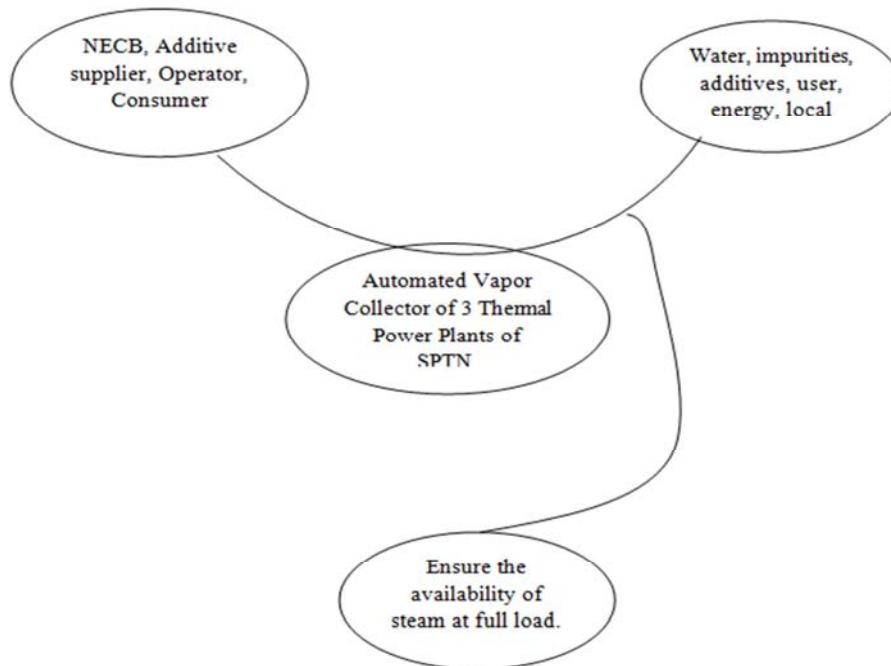 NECB, Additive
supplier, Operator,
Consumer
Water, impurities,
additives, user,
energy, local
Automated Vapor
Collector of 3 Thermal
Power Plants of
SPTN
Ensure the
availability of
steam at full load.